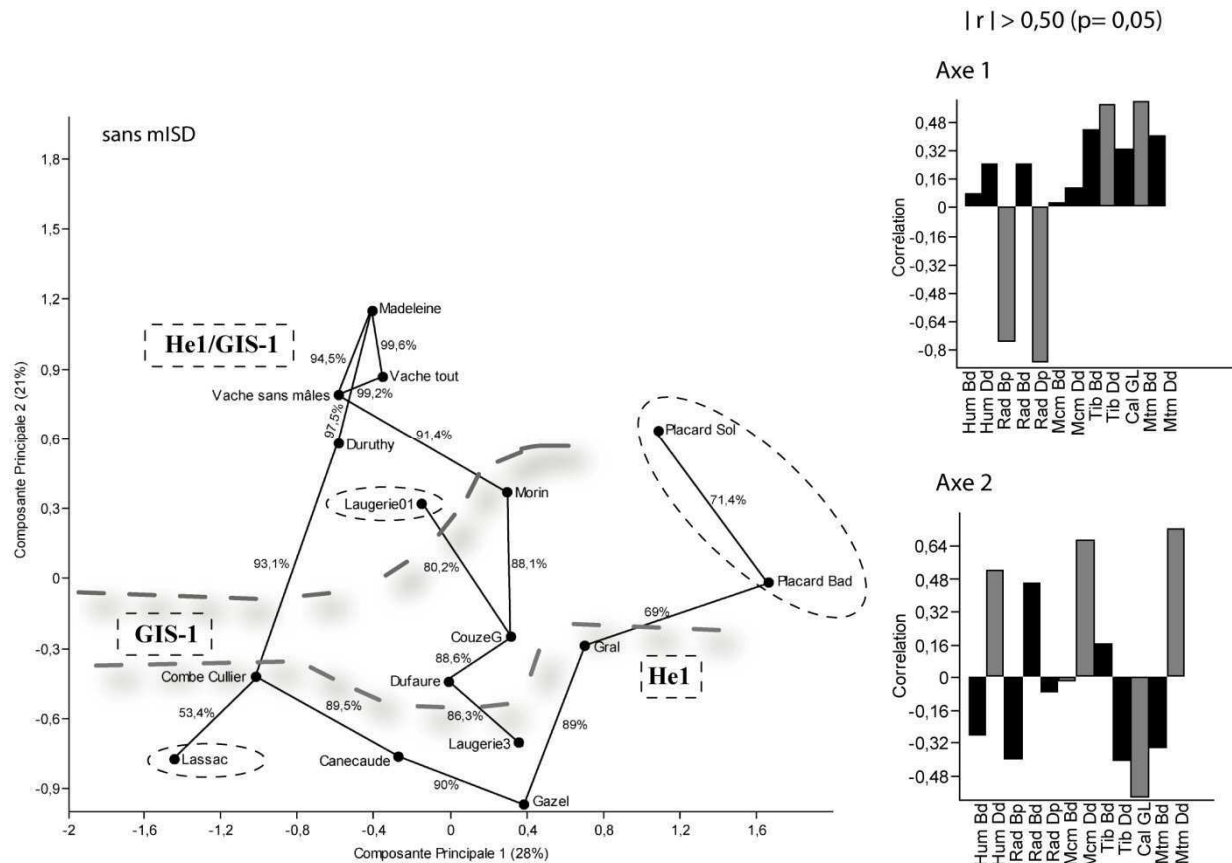 | r | > 0,50 (p= 0,05)
sans mISD
Composante Principale 2 (21%)
1,8
1,5
1,2
0,9
0,6
0,3
0
-0,3
-0,6
-0,9
-2
-1,6
-1,2
-0,8
-0,4
0
0,4
0,8
1,2
1,6
Composante Principale 1 (28%)
He1/GIS-1
Madeleine
94,5%
99,6%
Vache tout
99,2%
Vache sans mâles
97,5%
Duruthy
91,4%
Laugerie01
Morin
Placard Sol
71,4%
93,1%
80,2%
88,1%
Placard Bad
69%
GIS-1
CouzeG
Gral
He1
Combe Cullier
88,6%
Dufaure
53,4%
89,5%
86,3%
89%
Lassac
Canecaude
Laugerie3
90%
Gazel
Axe 1
Corrélation
0,48
0,32
0,16
0
-0,16
-0,32
-0,48
-0,64
-0,8
Hum Bd
Hum Dd
Rad Bp
Rad Bd
Rad Dp
Mcm Bd
Mcm Dd
Tib Bd
Tib Dd
Cal GL
Mtm Bd
Mtm Dd
Axe 2
Corrélation
0,64
0,48
0,32
0,16
0
-0,16
-0,32
-0,48
Hum Bd
Hum Dd
Rad Bp
Rad Bd
Rad Dp
Mcm Bd
Mcm Dd
Tib Bd
Tib Dd
Cal GL
Mtm Bd
Mtm Dd